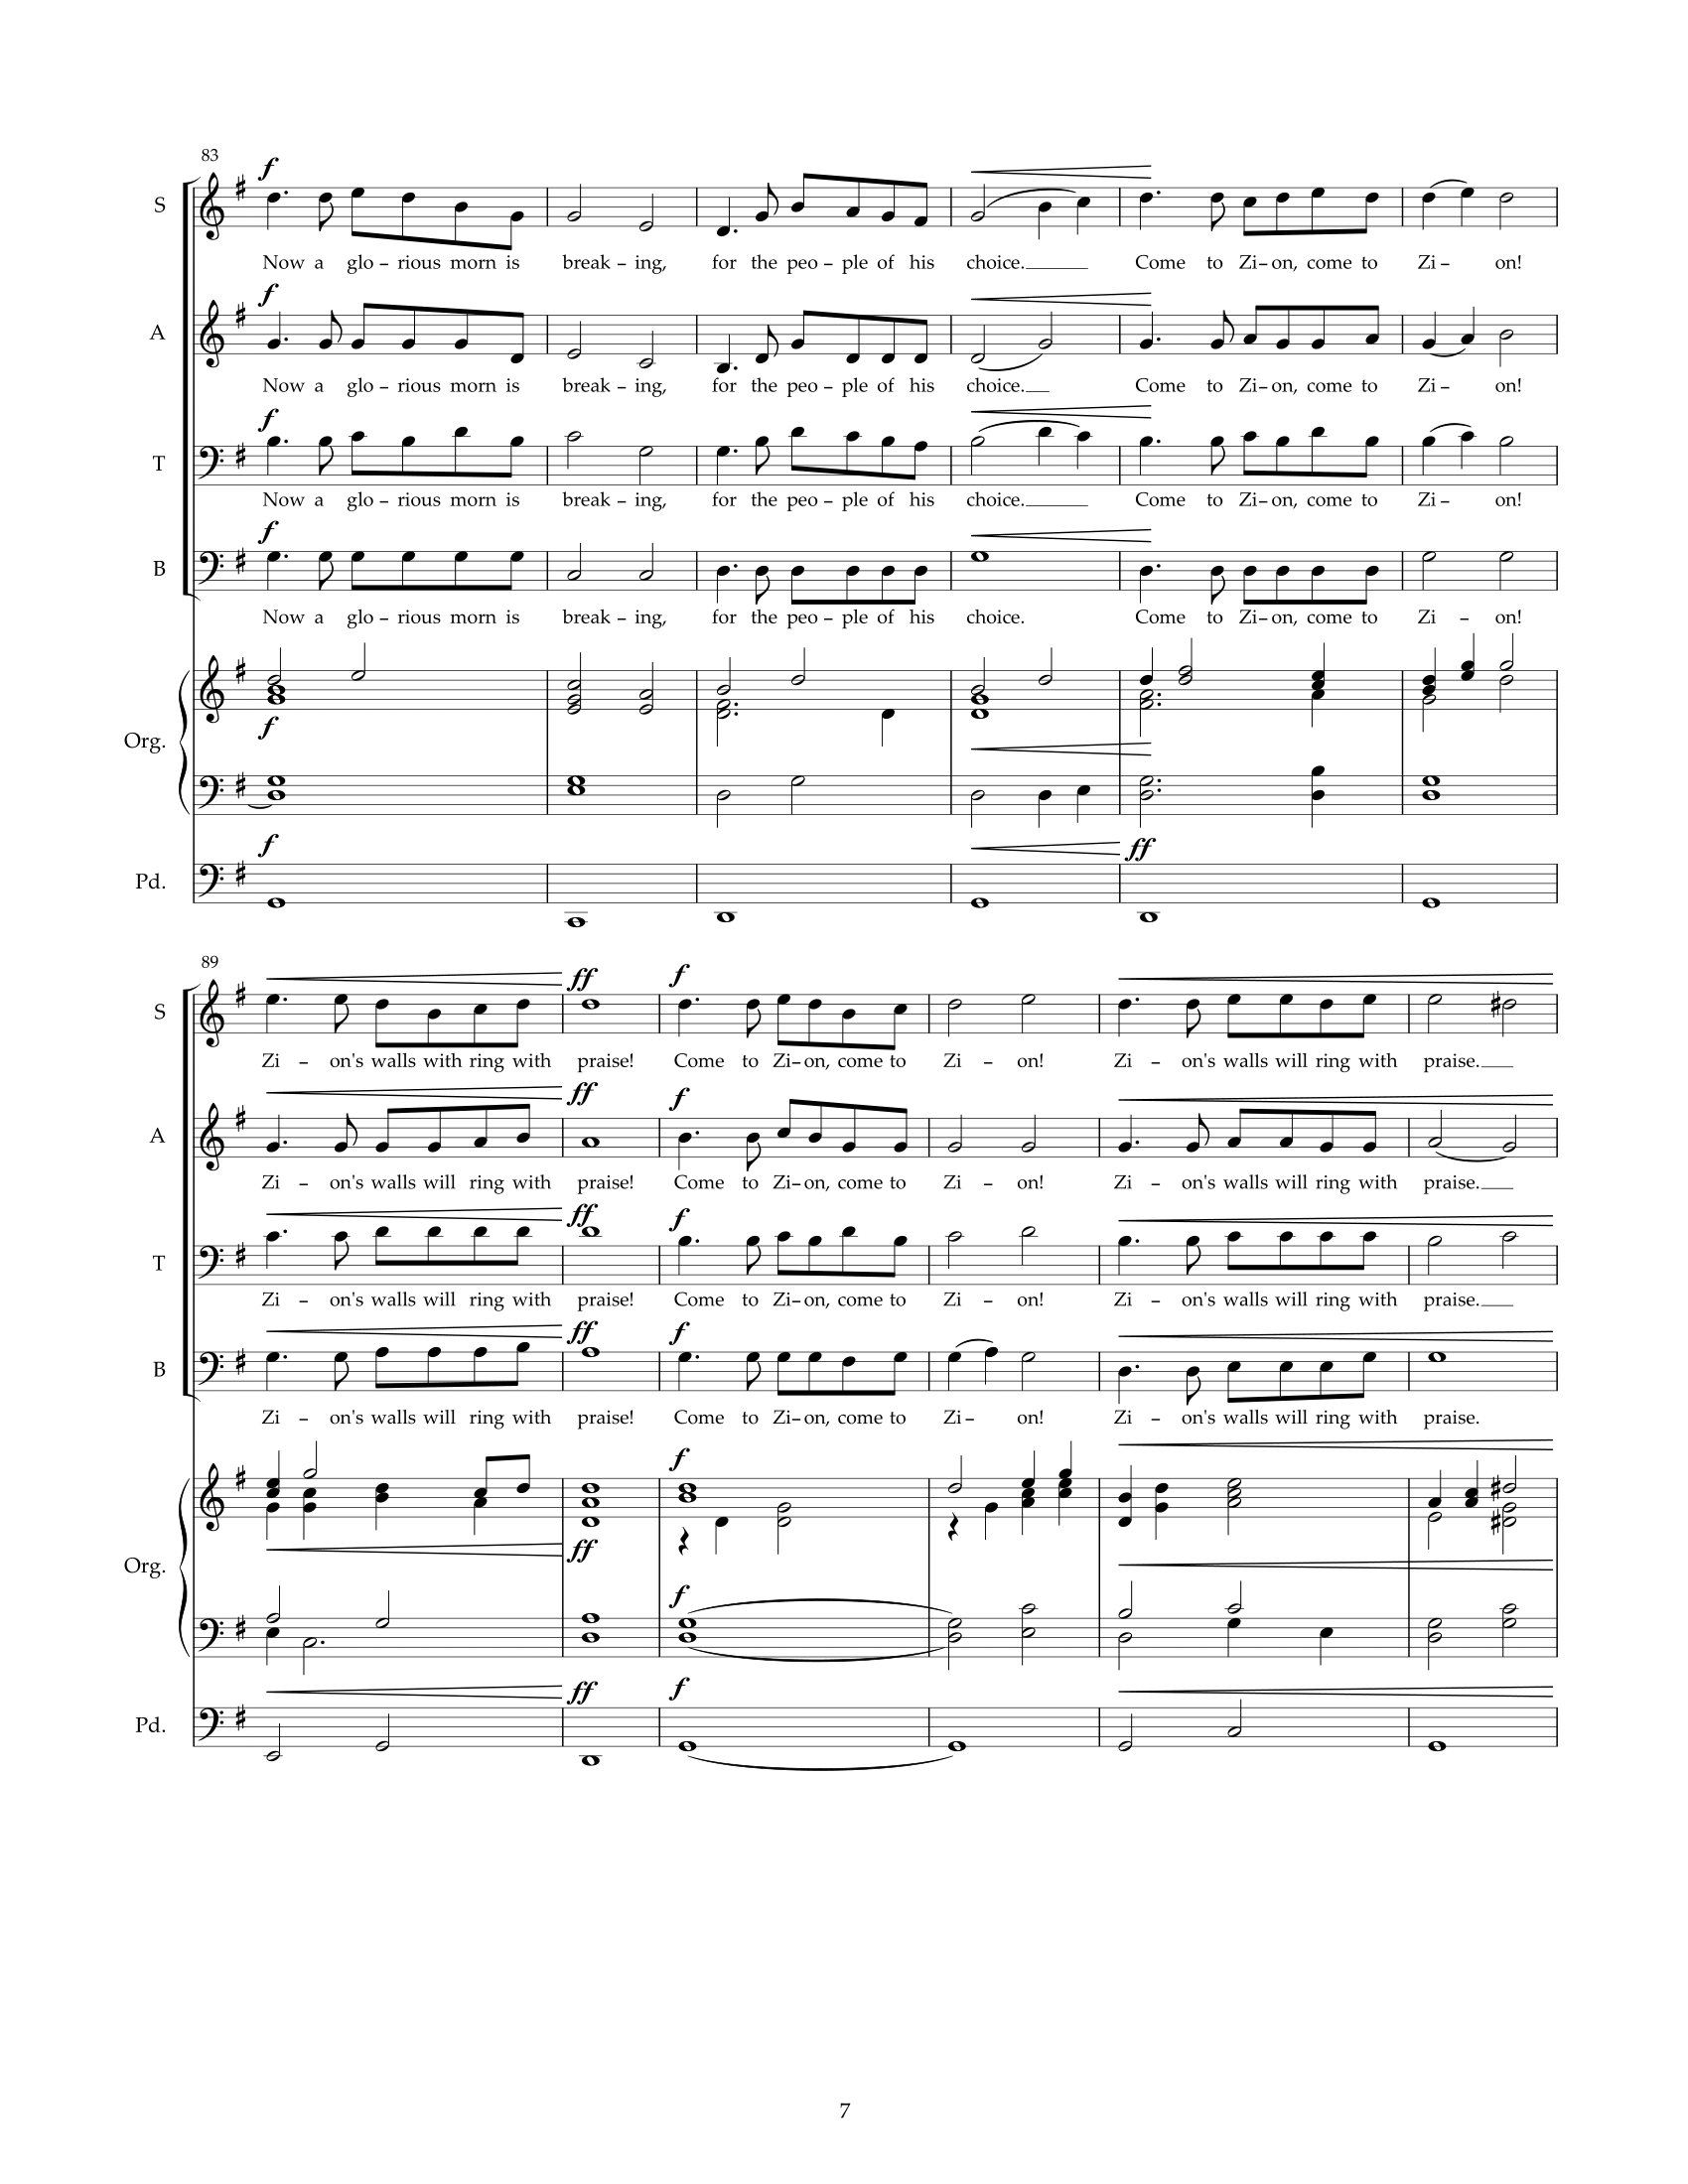 83
f
S
Now a glo – rious morn is break – ing, for the peo – ple of his choice. Come to Zi – on, come to Zi – on!
f
A
Now a glo – rious morn is break – ing, for the peo – ple of his choice. Come to Zi – on, come to Zi – on!
f
T
Now a glo – rious morn is break – ing, for the peo – ple of his choice. Come to Zi – on, come to Zi – on!
f
B
Now a glo – rious morn is break – ing, for the peo – ple of his choice. Come to Zi – on, come to Zi – on!
f
Org.
f ff
Pd.
89
ff f
S
Zi – on's walls with ring with praise! Come to Zi – on, come to Zi – on! Zi – on's walls will ring with praise.
ff f
A
Zi – on's walls will ring with praise! Come to Zi – on, come to Zi – on! Zi – on's walls will ring with praise.
ff f
T
Zi – on's walls will ring with praise! Come to Zi – on, come to Zi – on! Zi – on's walls will ring with praise.
ff f
B
Zi – on's walls will ring with praise! Come to Zi – on, come to Zi – on! Zi – on's walls will ring with praise.
f
ff
Org.
f
ff f
Pd.
7